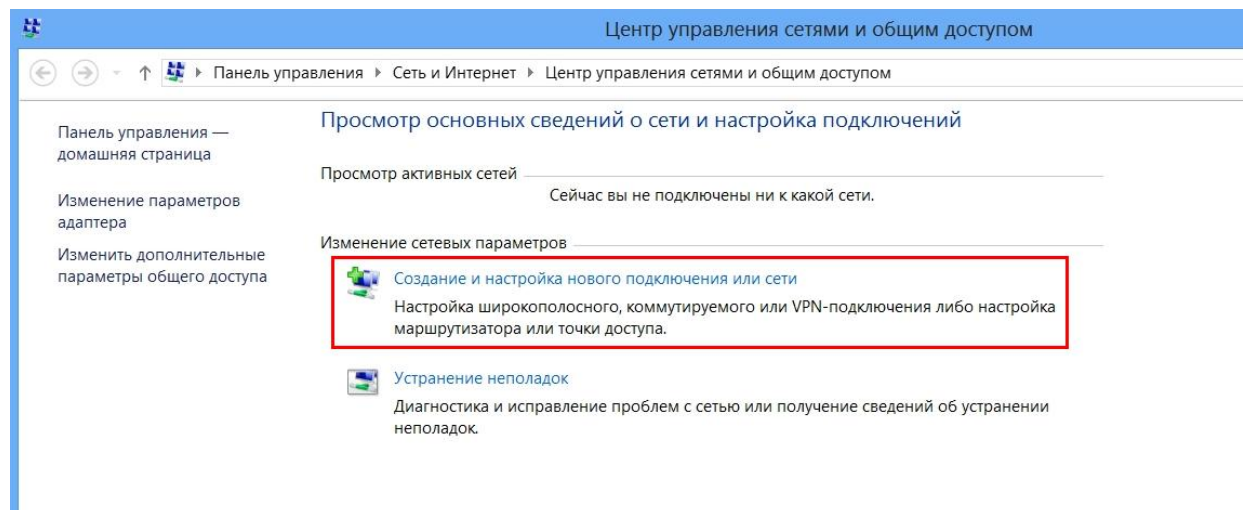 Центр управления сетями и общим доступом
Панель управления ▸ Сеть и Интернет ▸ Центр управления сетями и общим доступом
Панель управления —
домашняя страница
Изменение параметров
адаптера
Изменить дополнительные
параметры общего доступа
Просмотр основных сведений о сети и настройка подключений
Просмотр активных сетей
Сейчас вы не подключены ни к какой сети.
Изменение сетевых параметров
Создание и настройка нового подключения или сети
Настройка широкополосного, коммутируемого или VPN-подключения либо настройка
маршрутизатора или точки доступа.
Устранение неполадок
Диагностика и исправление проблем с сетью или получение сведений об устранении
неполадок.